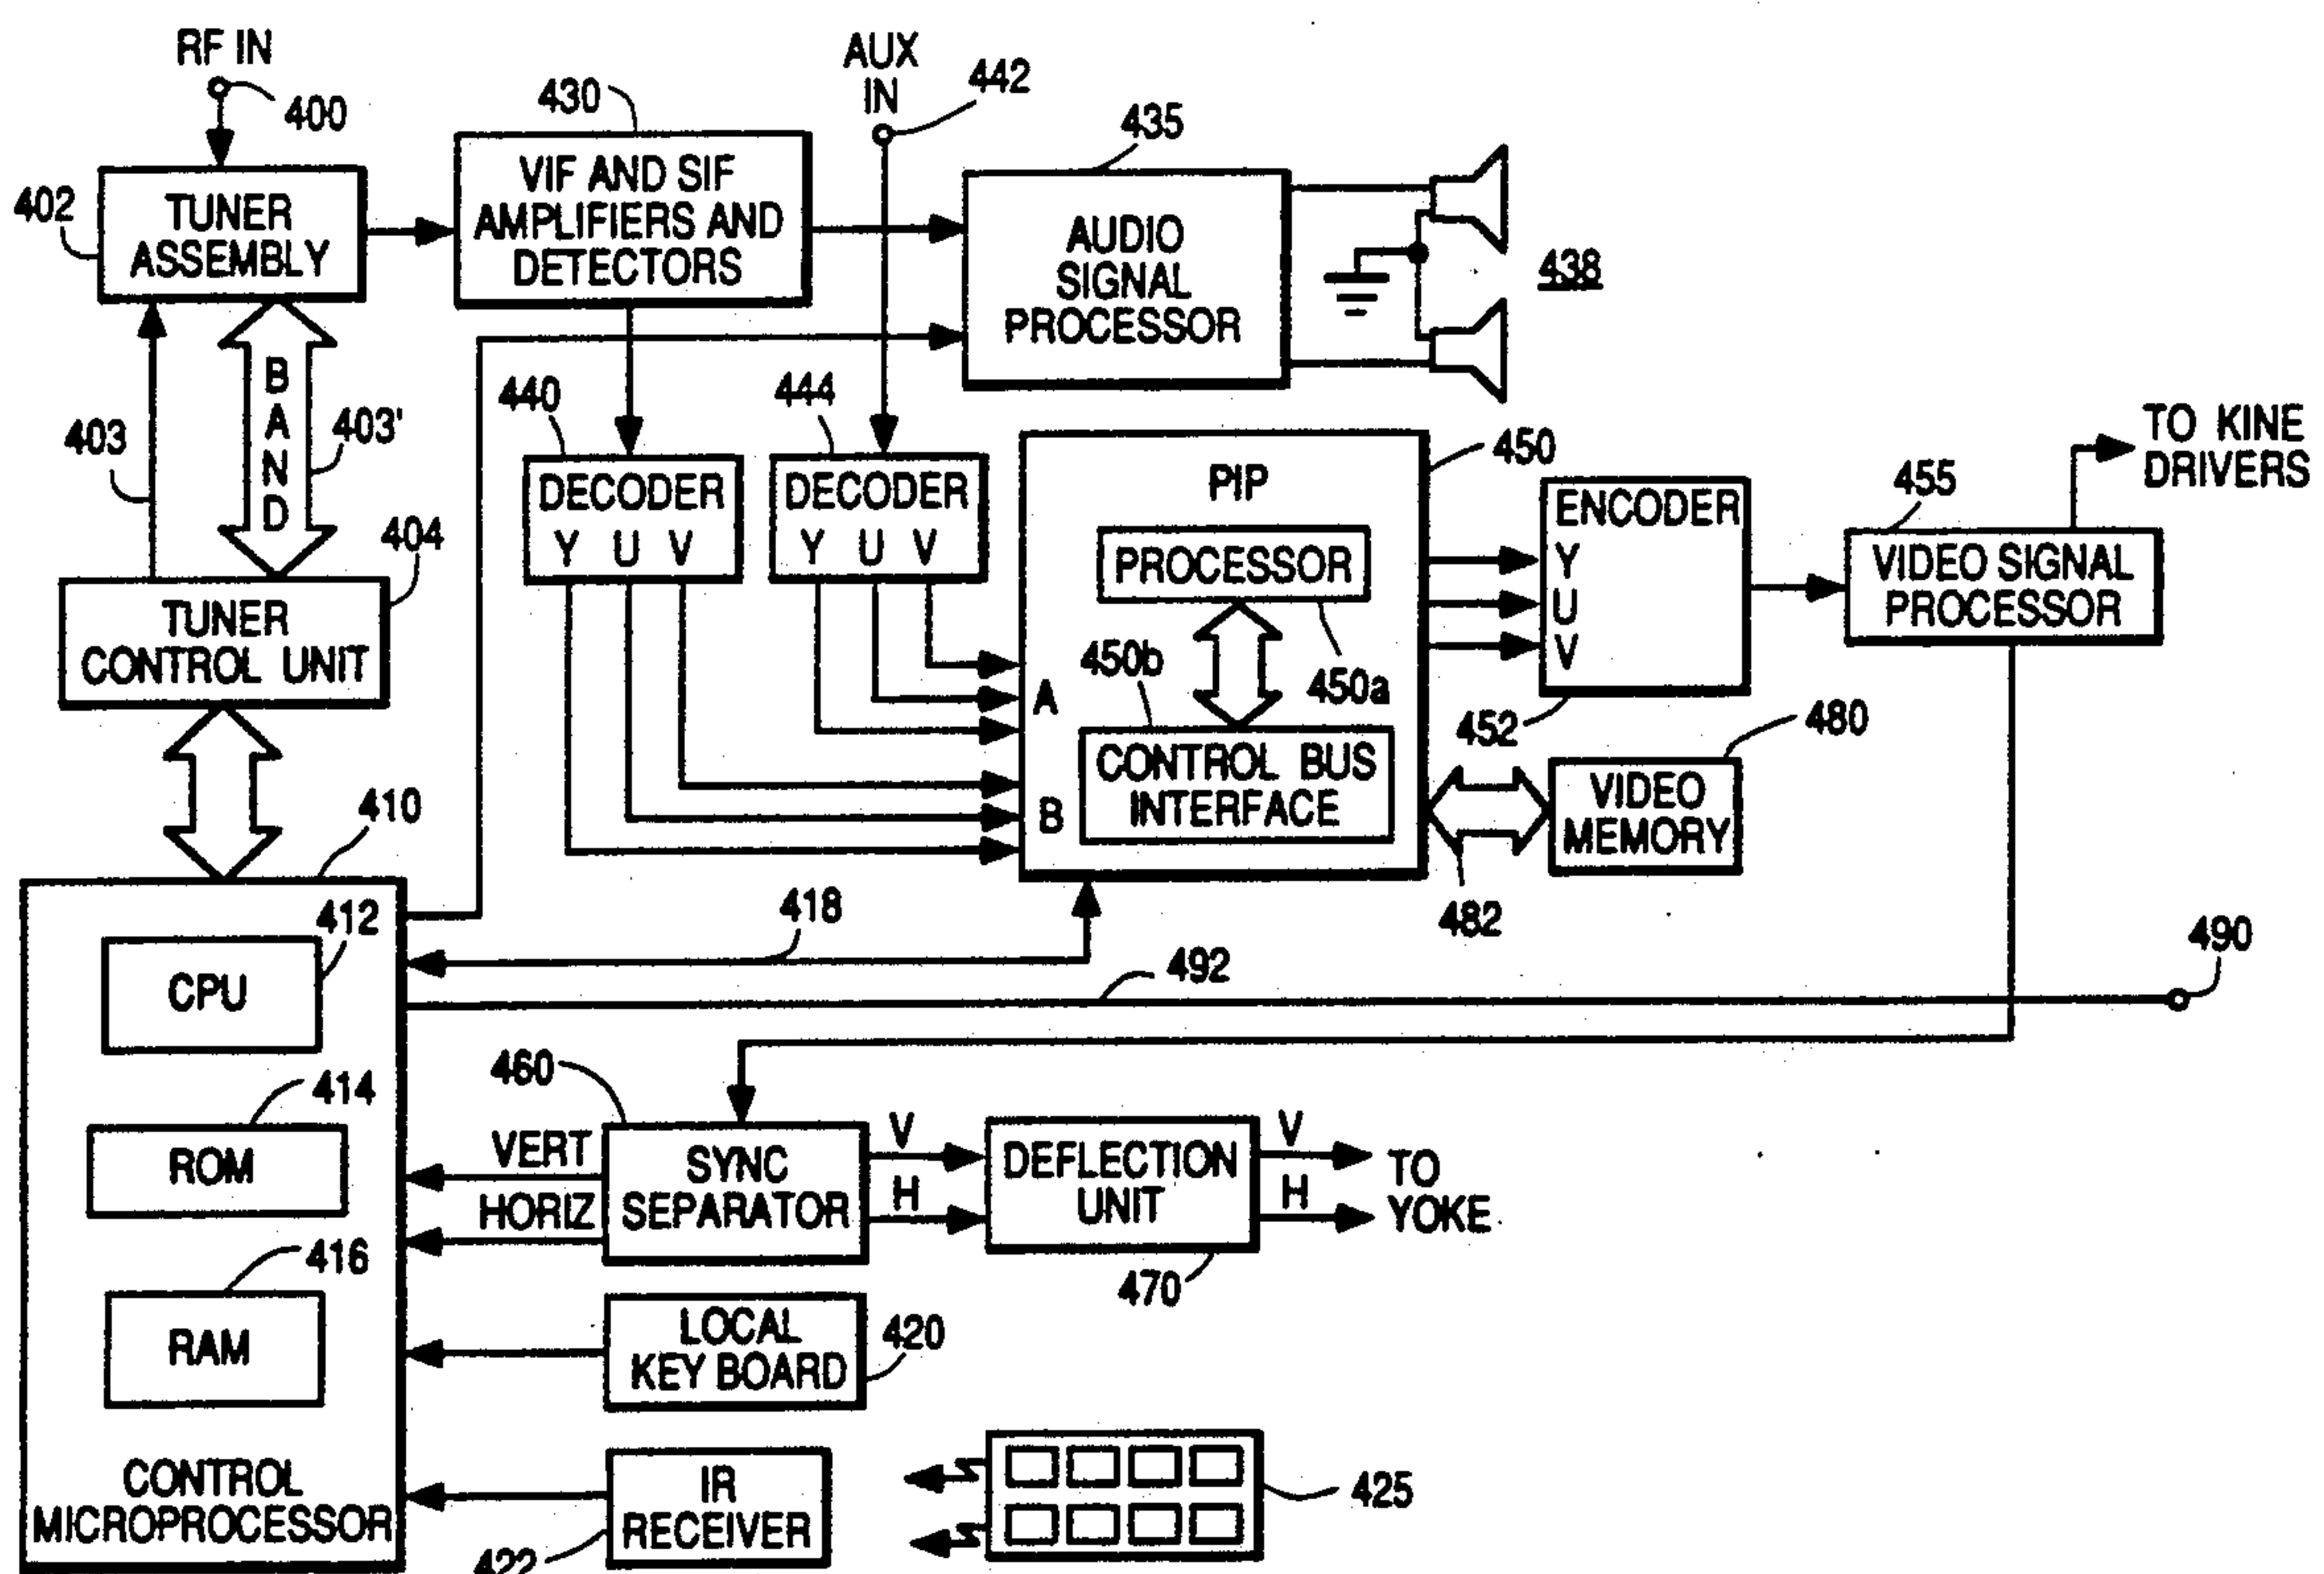 RF IN
400
AUX
IN
442
430
435
402
TUNER
ASSEMBLY
VIF AND SIF
AMPLIFIERS AND
DETECTORS
AUDIO
SIGNAL
PROCESSOR
438
403
BAND
403'
440
444
DECODER
Y U V
DECODER
Y U V
450
PIP
PROCESSOR
450a
450b
CONTROL BUS
INTERFACE
A
B
ENCODER
Y
U
V
452
455
VIDEO SIGNAL
PROCESSOR
TO KINE
DRIVERS
404
TUNER
CONTROL UNIT
480
VIDEO
MEMORY
482
410
412
CPU
418
492
490
414
ROM
460
VERT
HORIZ
SYNC
SEPARATOR
V
H
DEFLECTION
UNIT
470
V
H
TO
YOKE
416
RAM
LOCAL
KEY BOARD
420
CONTROL
MICROPROCESSOR
IR
RECEIVER
422
425